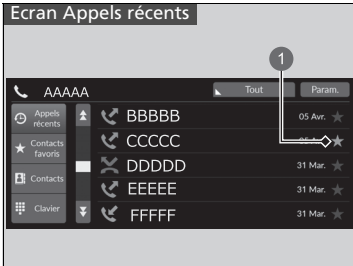 Ecran Appels récents
1
AAAAA
Tout
Param.
Appels
récents
Contacts
favoris
Contacts
Clavier
BBBBB
05 Avr.
CCCCC
DDDDD
31 Mar.
EEEEE
31 Mar.
FFFFF
31 Mar.